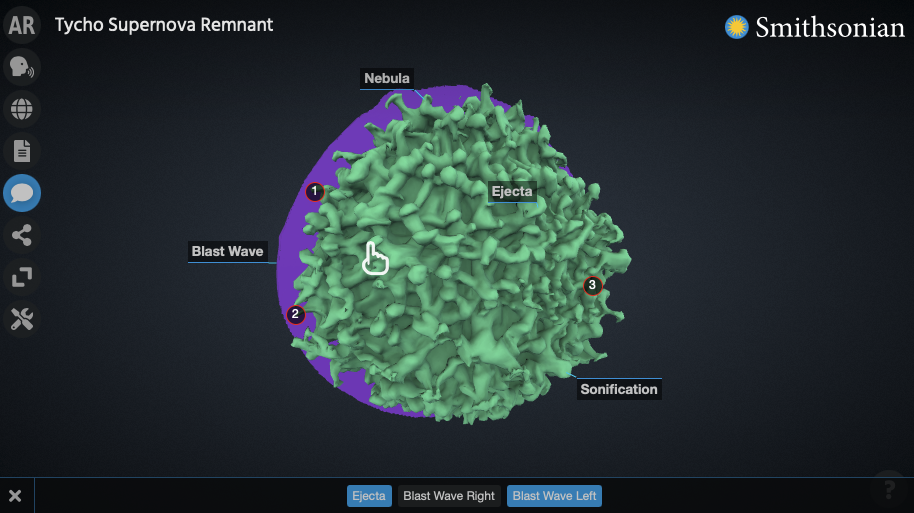 AR
Tycho Supernova Remnant
Smithsonian
Nebula
1
Ejecta
Blast Wave
3
2
Sonification
Ejecta
Blast Wave Right
Blast Wave Left
?